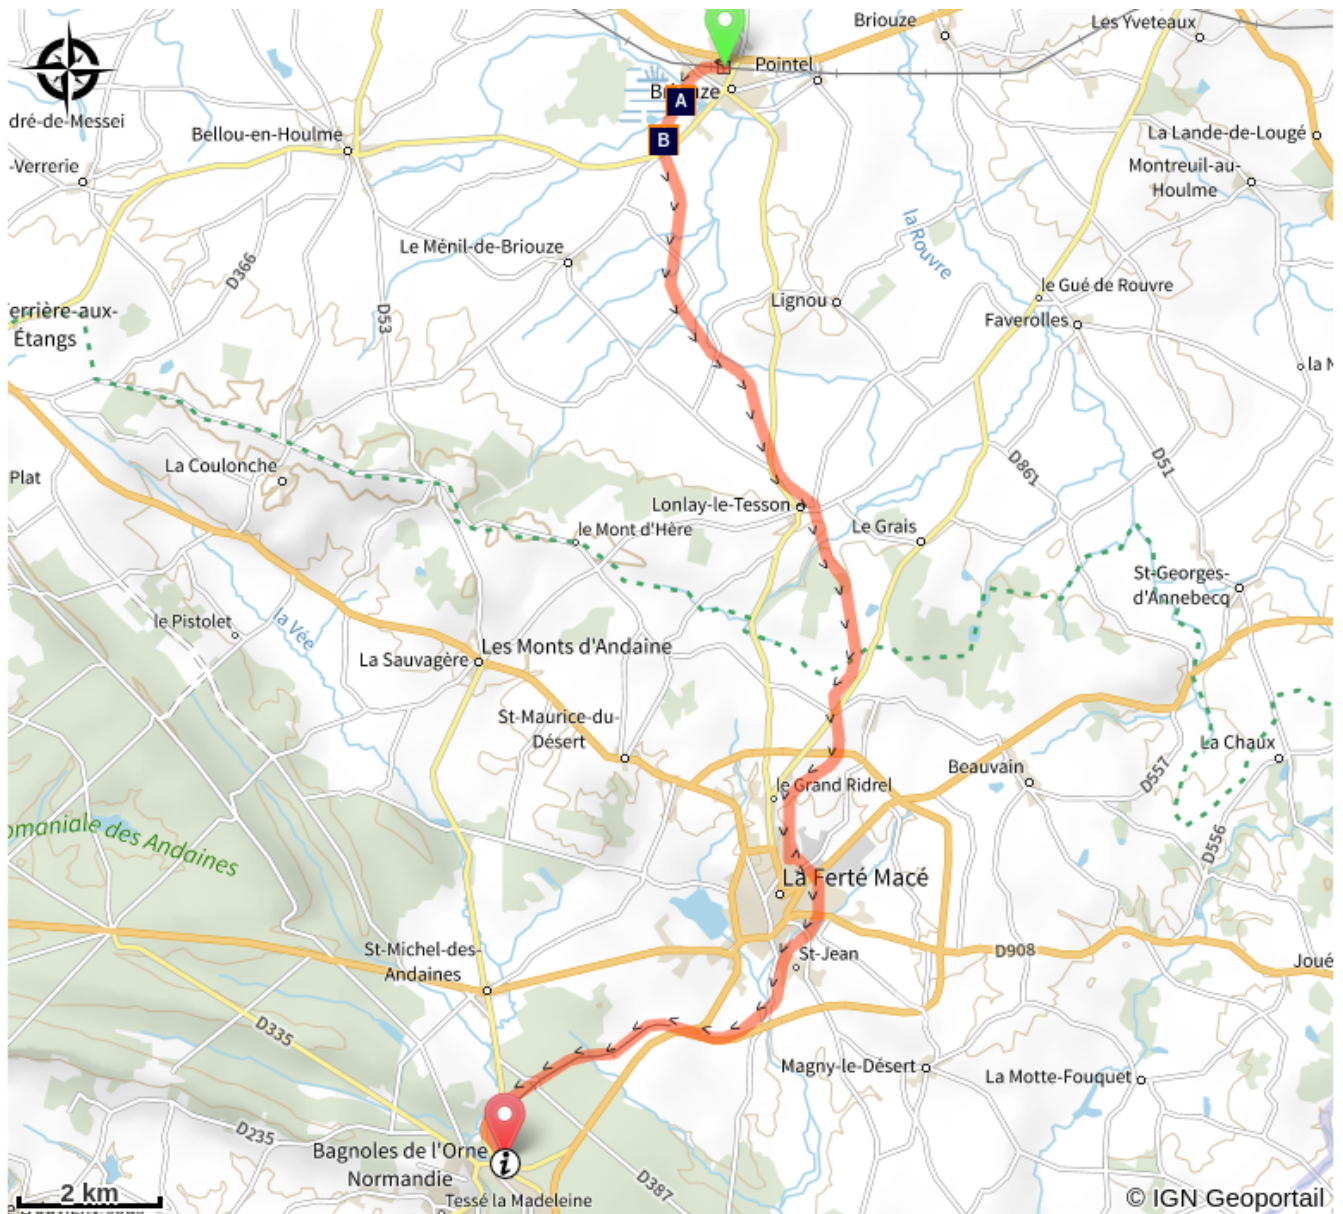 Briouze
Les Yveteaux
Pointel
A
dré-de-Messei
Bellou-en-Houlme
B
La Lande-de-Lougé
-Verrerie
Montreuil-au-
Houlme
la Rouvre
Le Ménil-de-Briouze
D366
le Gué de Rouvre
Lignou
D53
Faverolles
errière-aux-
Étangs
la N
La Coulonche
D861
D51
Plat
Lonlay-le-Tesson
Le Grais
le Mont d'Hère
St-Georges-
d'Annebecq
la Vée
le Pistolet
Les Monts d'Andaine
La Sauvagère
St-Maurice-du-
Désert
La Chaux
Beauvain
D557
le Grand Ridrel
omaniale des Andaines
D556
La Ferté Macé
St-Michel-des-
Andaines
St-Jean
D908
Joué
D335
Magny-le-Désert
La Motte-Fouquet
D235
Bagnoles de l'Orne
Normandie
i
D387
2 km
Tessé la Madeleine
© IGN Geoportail